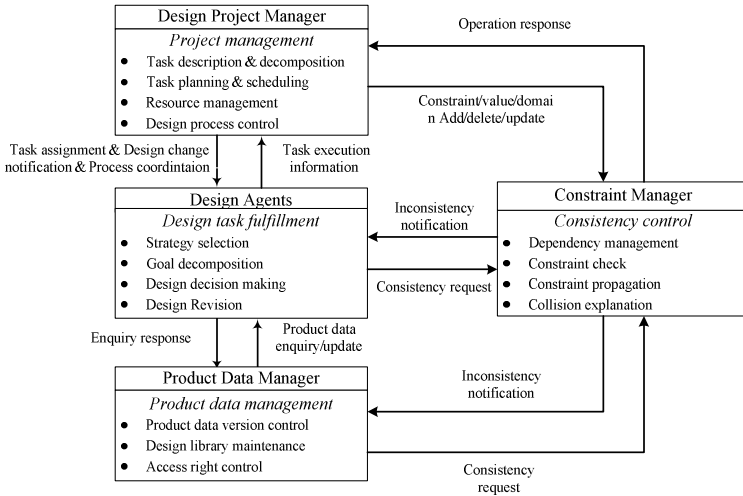 Design Project Manager
Project management
● Task description & decomposition
● Task planning & scheduling
● Resource management
● Design process control
Operation response
Constraint/value/domai
n Add/delete/update
Task assignment & Design change
notification & Process coordintaion
Task execution
information
Design Agents
Design task fulfillment
● Strategy selection
● Goal decomposition
● Design decision making
● Design Revision
Inconsistency
notification
Consistency request
Constraint Manager
Consistency control
● Dependency management
● Constraint check
● Constraint propagation
● Collision explanation
Enquiry response
Product data
enquiry/update
Product Data Manager
Product data management
● Product data version control
● Design library maintenance
● Access right control
Inconsistency
notification
Consistency
request